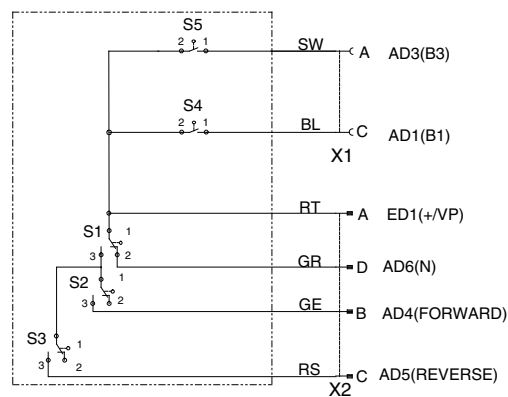 S5
2 1 SW A AD3(B3)
S4
2 1 BL C AD1(B1)
X1
RT A ED1(+/VP)
S1 1
3 2 GR D AD6(N)
S2 1
3 2 GE B AD4(FORWARD)
S3 1
3 2 RS C AD5(REVERSE)
X2